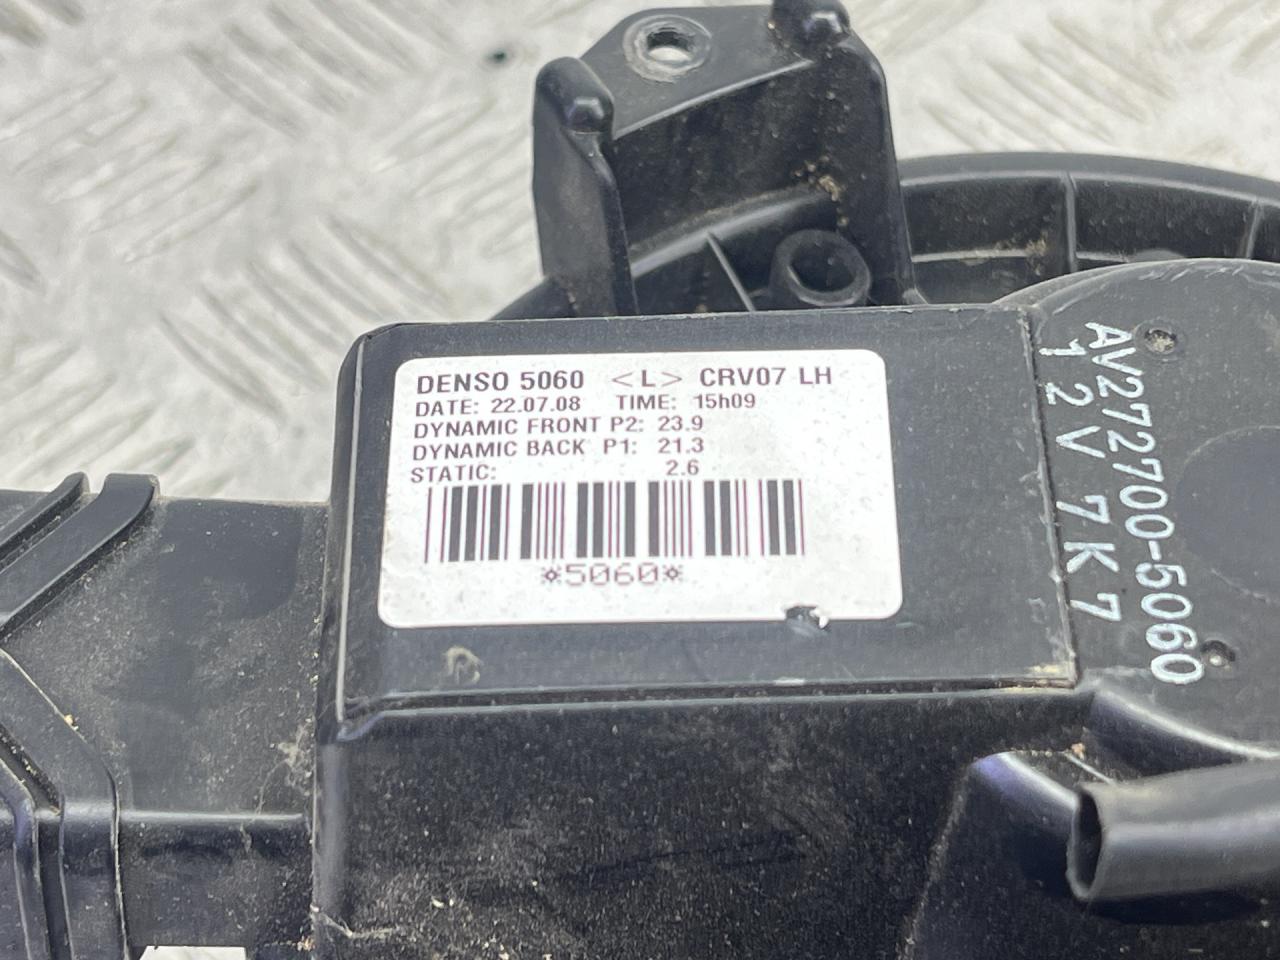 DENSO 5060 <L> CRV07 LH
DATE: 22.07.08 TIME: 15h09
DYNAMIC FRONT P2: 23.9
DYNAMIC BACK P1: 21.3
STATIC: 2.6
*5060*
AV272700-5060
12V 7K7